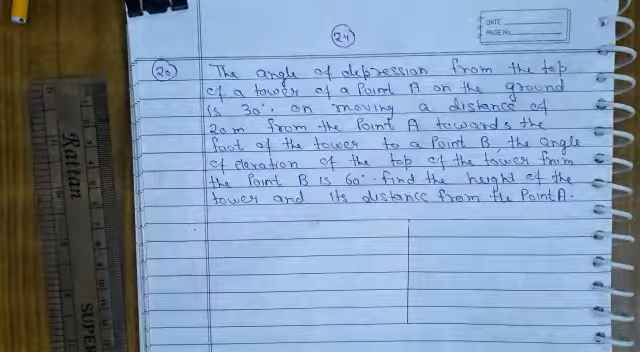 24
DATE
PAGE No.
20 The angle of depression from the top
of a tower of a Point A on the ground
is 30°. on moving a distance of
20m from the Point A towards the
foot of the tower to a Point B, the angle
of elevation of the top of the tower from
the Point B is 60°. find the height of the
tower and its distance from the Point A.
Rattan
SUPER